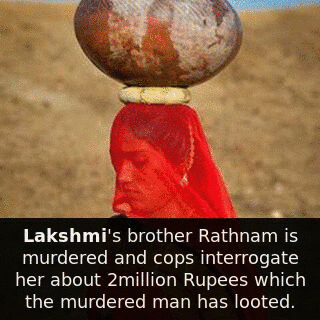 Lakshmi's brother Rathnam is
murdered and cops interrogate
her about 2million Rupees which
the murdered man has looted.